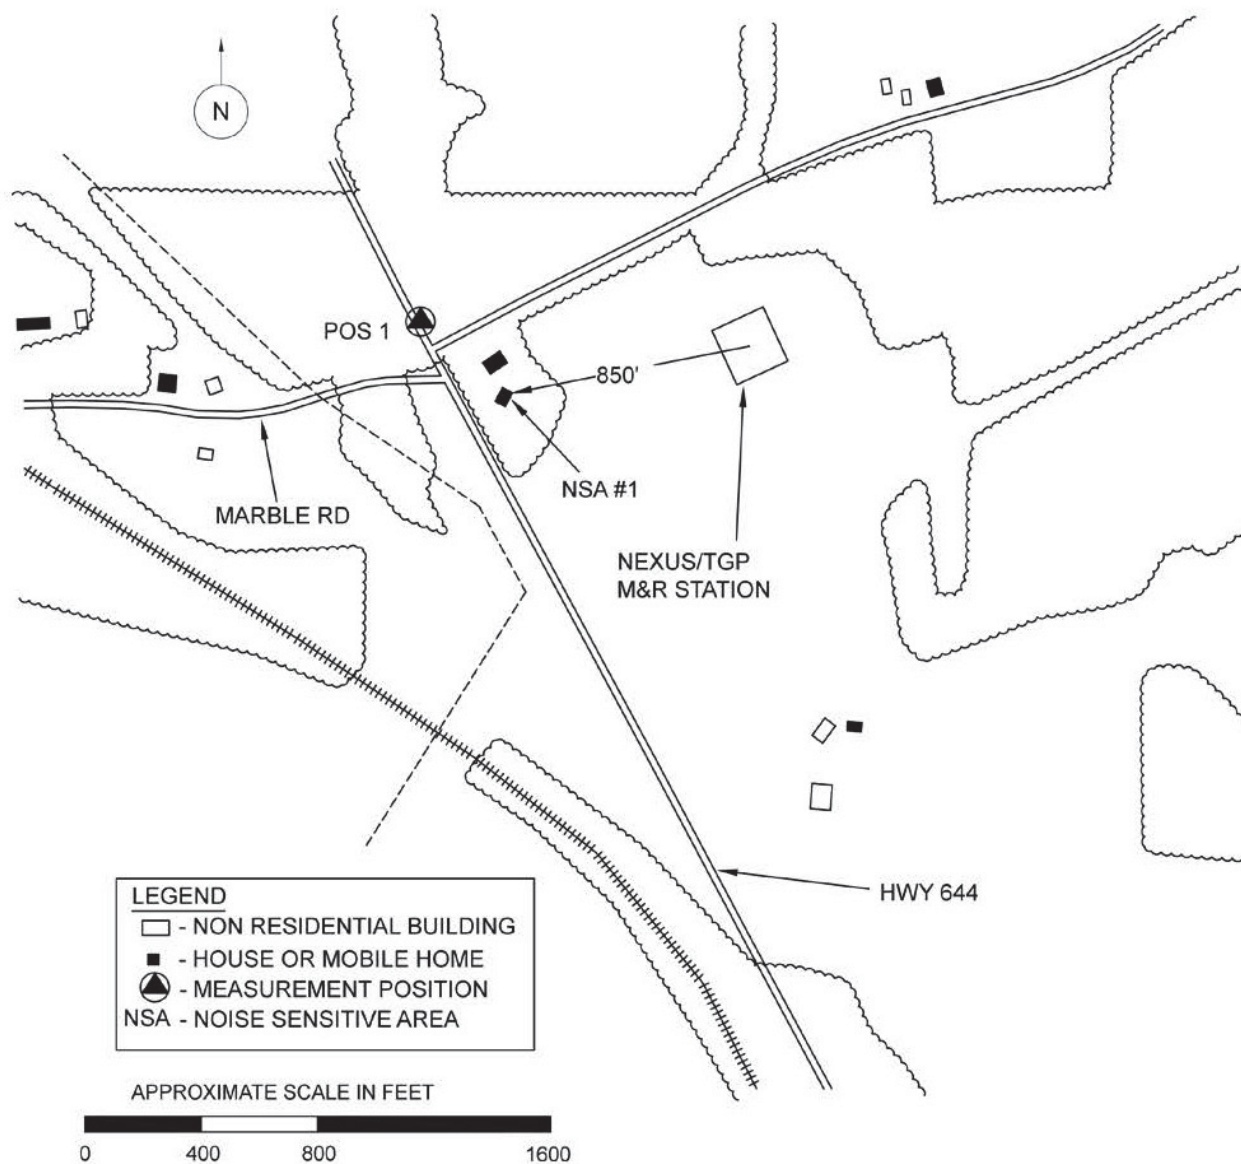 N
POS 1
850'
NSA #1
MARBLE RD
NEXUS/TGP
M&R STATION
HWY 644
LEGEND
- NON RESIDENTIAL BUILDING
- HOUSE OR MOBILE HOME
- MEASUREMENT POSITION
NSA - NOISE SENSITIVE AREA
APPROXIMATE SCALE IN FEET
0 400 800 1600